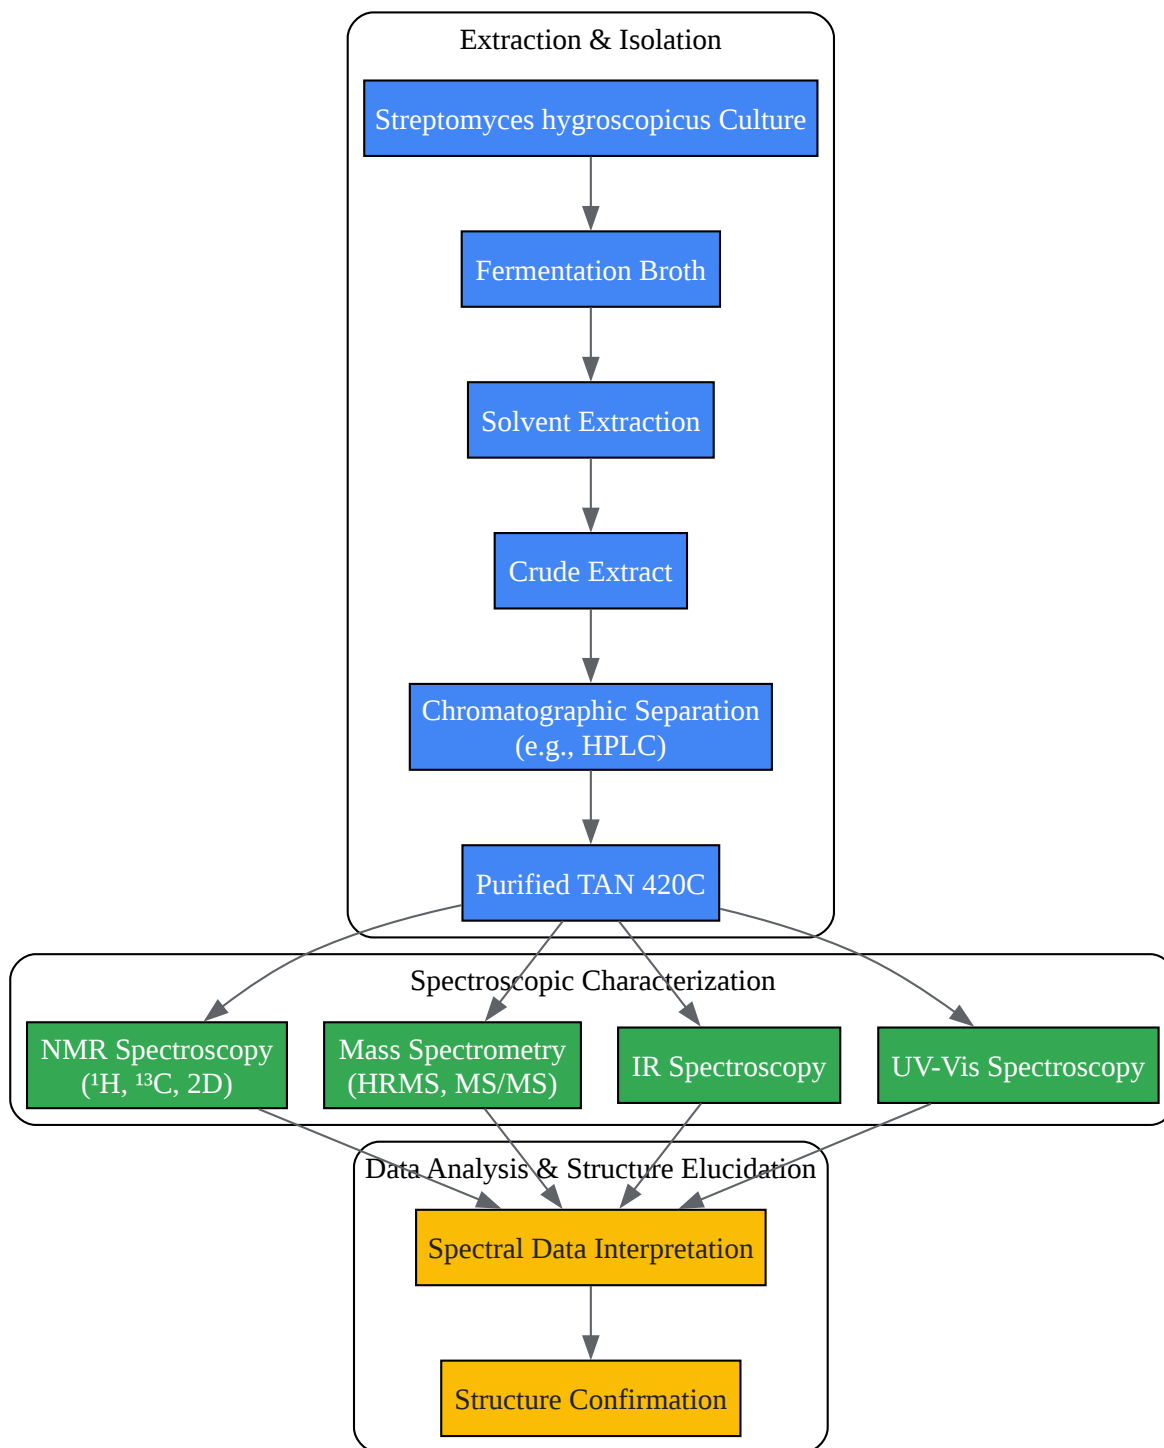 Extraction & Isolation
Streptomyces hygroscopicus Culture
Fermentation Broth
Solvent Extraction
Crude Extract
Chromatographic Separation
(e.g., HPLC)
Purified TAN 420C
Spectroscopic Characterization
NMR Spectroscopy
(¹H, ¹³C, 2D)
Mass Spectrometry
(HRMS, MS/MS)
IR Spectroscopy
UV-Vis Spectroscopy
Data Analysis & Structure Elucidation
Spectral Data Interpretation
Structure Confirmation